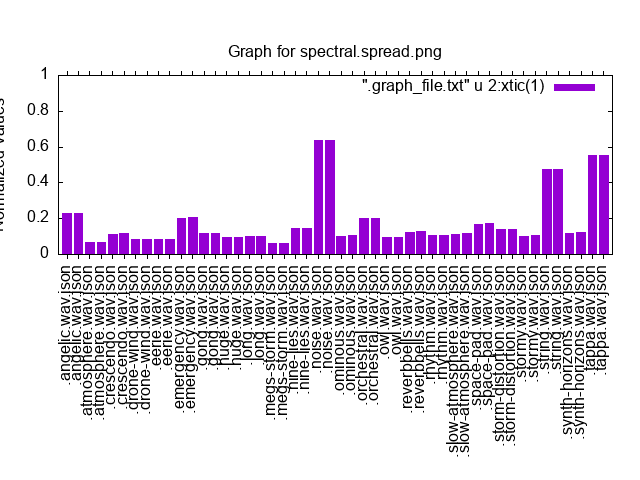 Graph for spectral.spread.png
".graph_file.txt" u 2:xtic(1)
Normalized Values
1
0.8
0.6
0.4
0.2
0
.angelic.wav.json
.angelic.wav.json
.atmosphere.wav.json
.atmosphere.wav.json
.crescendo.wav.json
.crescendo.wav.json
.drone-wind.wav.json
.drone-wind.wav.json
.eerie.wav.json
.eerie.wav.json
.emergency.wav.json
.emergency.wav.json
.gong.wav.json
.gong.wav.json
.huge.wav.json
.huge.wav.json
.jong.wav.json
.jong.wav.json
.megs-storm.wav.json
.megs-storm.wav.json
.nine-lies.wav.json
.nine-lies.wav.json
.noise.wav.json
.noise.wav.json
.ominous.wav.json
.ominous.wav.json
.orchestral.wav.json
.orchestral.wav.json
.owl.wav.json
.owl.wav.json
.reverbells.wav.json
.reverbells.wav.json
.rhythm.wav.json
.rhythm.wav.json
.slow-atmosphere.wav.json
.slow-atmosphere.wav.json
.space-pad.wav.json
.space-pad.wav.json
.storm-distortion.wav.json
.storm-distortion.wav.json
.stormy.wav.json
.stormy.wav.json
.string.wav.json
.string.wav.json
.synth-horizons.wav.json
.synth-horizons.wav.json
.tappa.wav.json
.tappa.wav.json